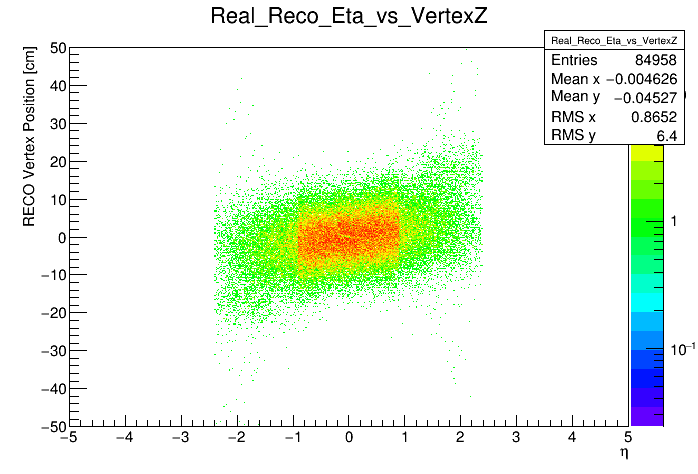 Real_Reco_Eta_vs_VertexZ
Real_Reco_Eta_vs_VertexZ
Entries 84958
Mean x −0.004626
Mean y −0.04527
RMS x 0.8652
RMS y 6.4
RECO Vertex Position [cm]
50
40
30
20
10
0
−10
−20
−30
−40
−50
−5 −4 −3 −2 −1 0 1 2 3 4 5
η
1
10−1